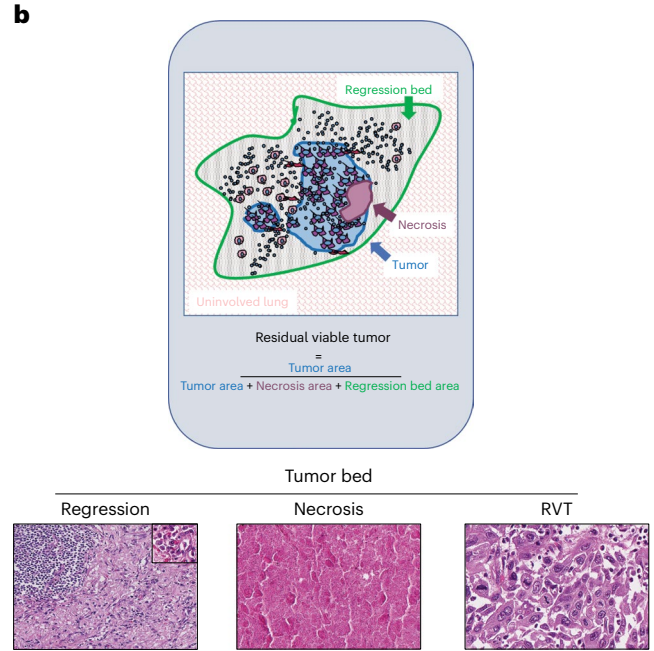 b
Regression bed
Necrosis
Tumor
Uninvolved lung
Residual viable tumor
=
Tumor area
Tumor area + Necrosis area + Regression bed area
Tumor bed
Regression Necrosis RVT